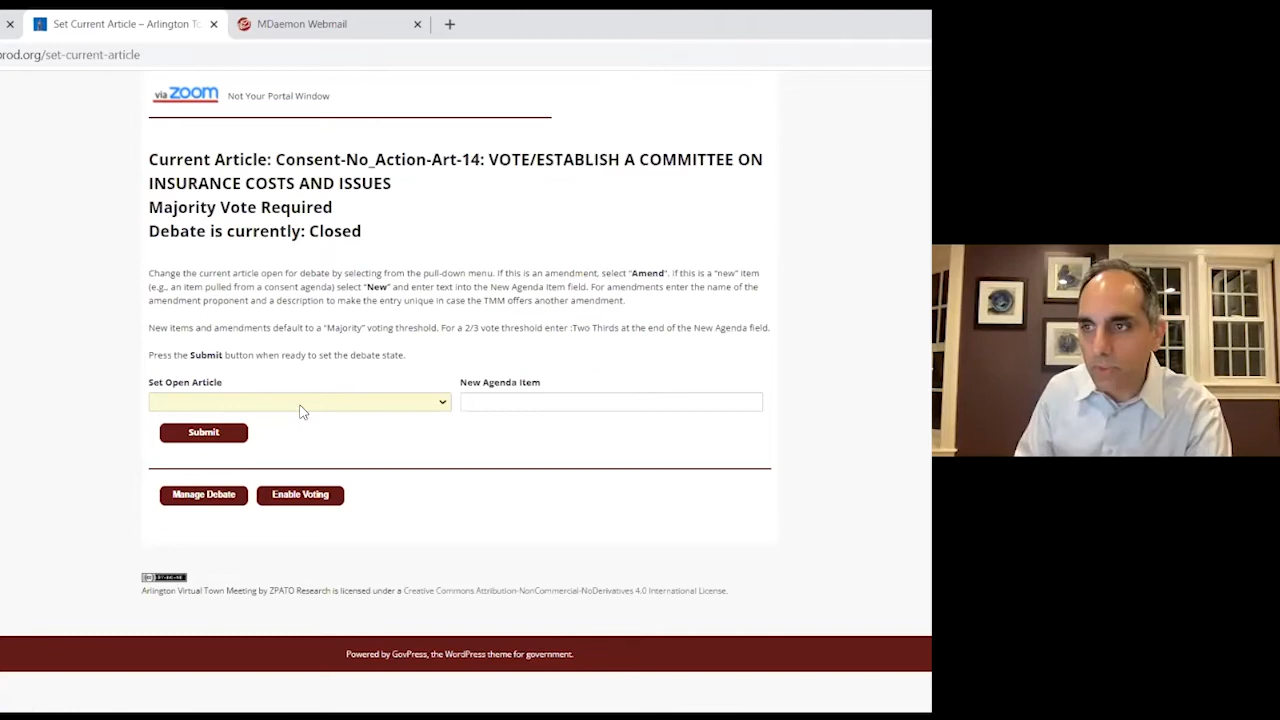 Set Current Article – Arlington To
MDaemon Webmail
prod.org/set-current-article
via zoom Not Your Portal Window
Current Article: Consent-No_Action-Art-14: VOTE/ESTABLISH A COMMITTEE ON
INSURANCE COSTS AND ISSUES
Majority Vote Required
Debate is currently: Closed
Change the current article open for debate by selecting from the pull-down menu. If this is an amendment, select "Amend". If this is a "new" item
(e.g., an item pulled from a consent agenda) select "New" and enter text into the New Agenda Item field. For amendments enter the name of the
amendment proponent and a description to make the entry unique in case the TMM offers another amendment.
New items and amendments default to a "Majority" voting threshold. For a 2/3 vote threshold enter :Two Thirds at the end of the New Agenda field.
Press the Submit button when ready to set the debate state.
Set Open Article New Agenda Item
Submit
Manage Debate Enable Voting
Arlington Virtual Town Meeting by ZPATO Research is licensed under a Creative Commons Attribution-NonCommercial-NoDerivatives 4.0 International License.
Powered by GovPress, the WordPress theme for government.